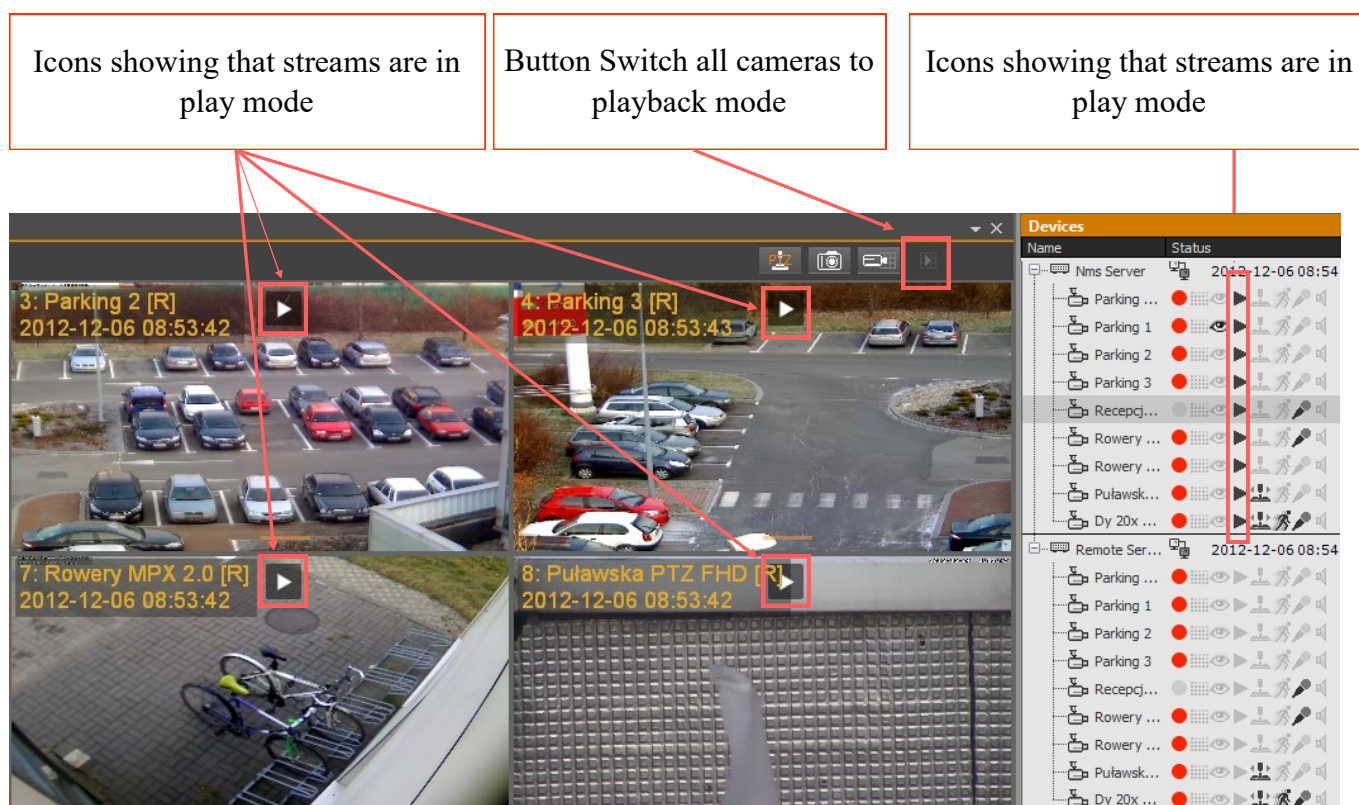 Icons showing that streams are in
play mode
Button Switch all cameras to
playback mode
Icons showing that streams are in
play mode
Devices
Name Status
PTZ
Nms Server 2012-12-06 08:54
Parking ...
Parking 1
Parking 2
Parking 3
Recepcj...
Rowery ...
Rowery ...
Puławsk...
Dy 20x ...
Remote Ser... 2012-12-06 08:54
Parking ...
Parking 1
Parking 2
Parking 3
Recepcj...
Rowery ...
Rowery ...
Puławsk...
Dy 20x ...
3: Parking 2 [R]
2012-12-06 08:53:42
4: Parking 3 [R]
2012-12-06 08:53:43
7: Rowery MPX 2.0 [R]
2012-12-06 08:53:42
8: Puławska PTZ FHD [R]
2012-12-06 08:53:42